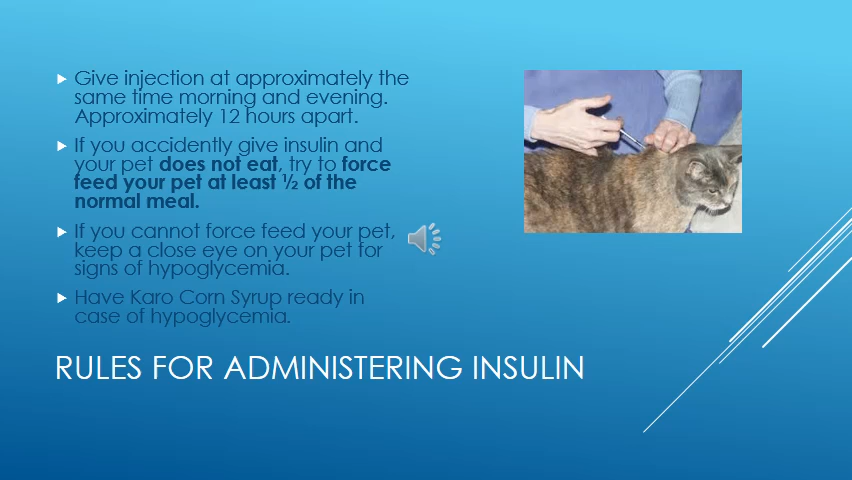 Give injection at approximately the
same time morning and evening.
Approximately 12 hours apart.
If you accidently give insulin and
your pet does not eat, try to force
feed your pet at least ½ of the
normal meal.
If you cannot force feed your pet,
keep a close eye on your pet for
signs of hypoglycemia.
Have Karo Corn Syrup ready in
case of hypoglycemia.
RULES FOR ADMINISTERING INSULIN